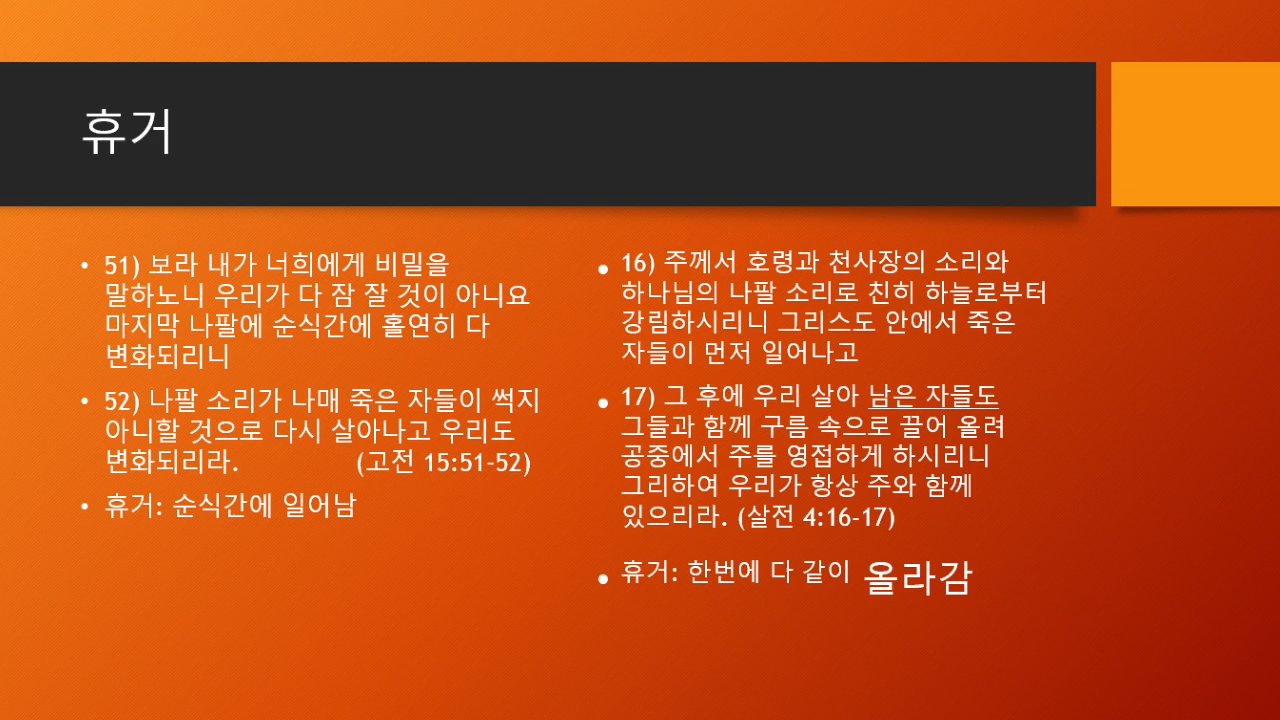 휴거
• 51) 보라 내가 너희에게 비밀을
말하노니 우리가 다 잠 잘 것이 아니요
마지막 나팔에 순식간에 홀연히 다
변화되리니
• 52) 나팔 소리가 나매 죽은 자들이 썩지
아니할 것으로 다시 살아나고 우리도
변화되리라. (고전 15:51-52)
• 휴거: 순식간에 일어남
• 16) 주께서 호령과 천사장의 소리와
하나님의 나팔 소리로 친히 하늘로부터
강림하시리니 그리스도 안에서 죽은
자들이 먼저 일어나고
• 17) 그 후에 우리 살아 남은 자들도
그들과 함께 구름 속으로 끌어 올려
공중에서 주를 영접하게 하시리니
그리하여 우리가 항상 주와 함께
있으리라. (살전 4:16-17)
• 휴거: 한번에 다 같이 올라감